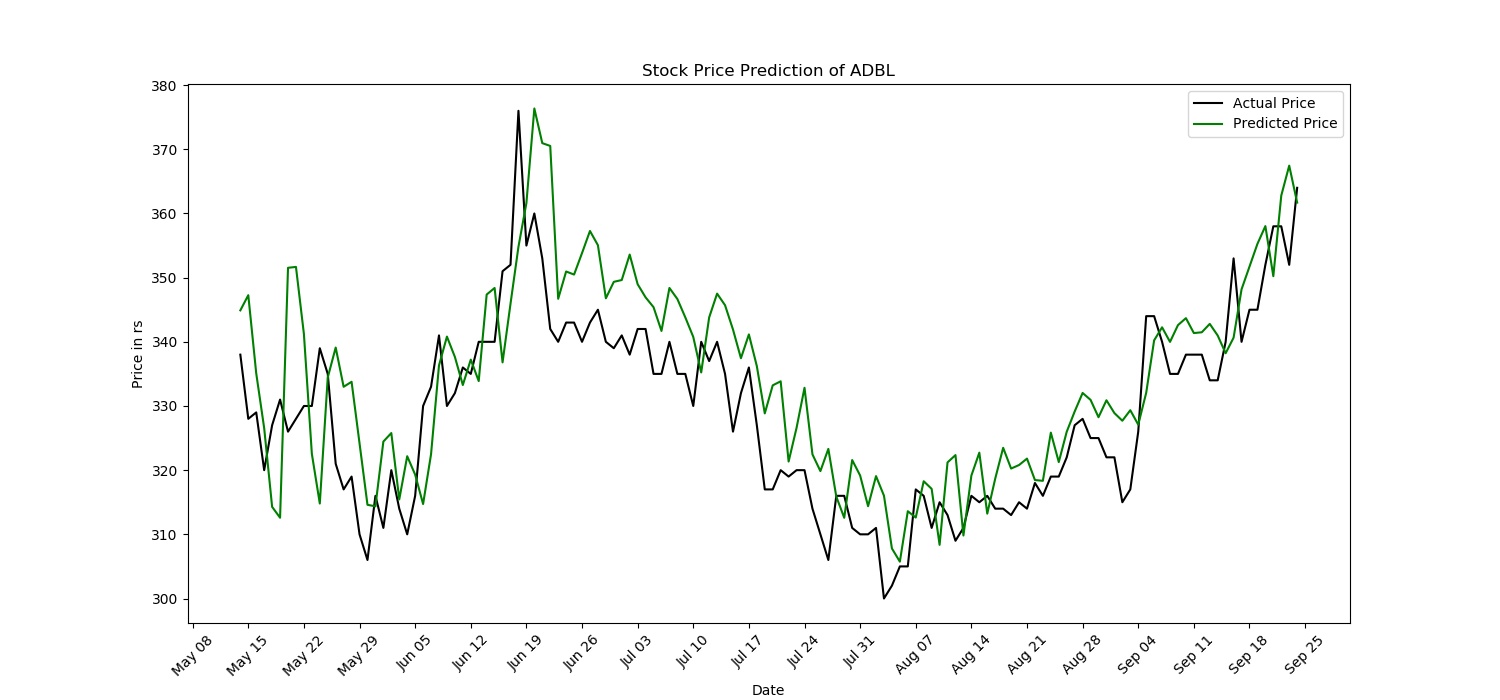 Stock Price Prediction of ADBL
Actual Price
Predicted Price
Price in rs
380
370
360
350
340
330
320
310
300
May 08
May 15
May 22
May 29
Jun 05
Jun 12
Jun 19
Jun 26
Jul 03
Jul 10
Jul 17
Jul 24
Jul 31
Aug 07
Aug 14
Aug 21
Aug 28
Sep 04
Sep 11
Sep 18
Sep 25
Date